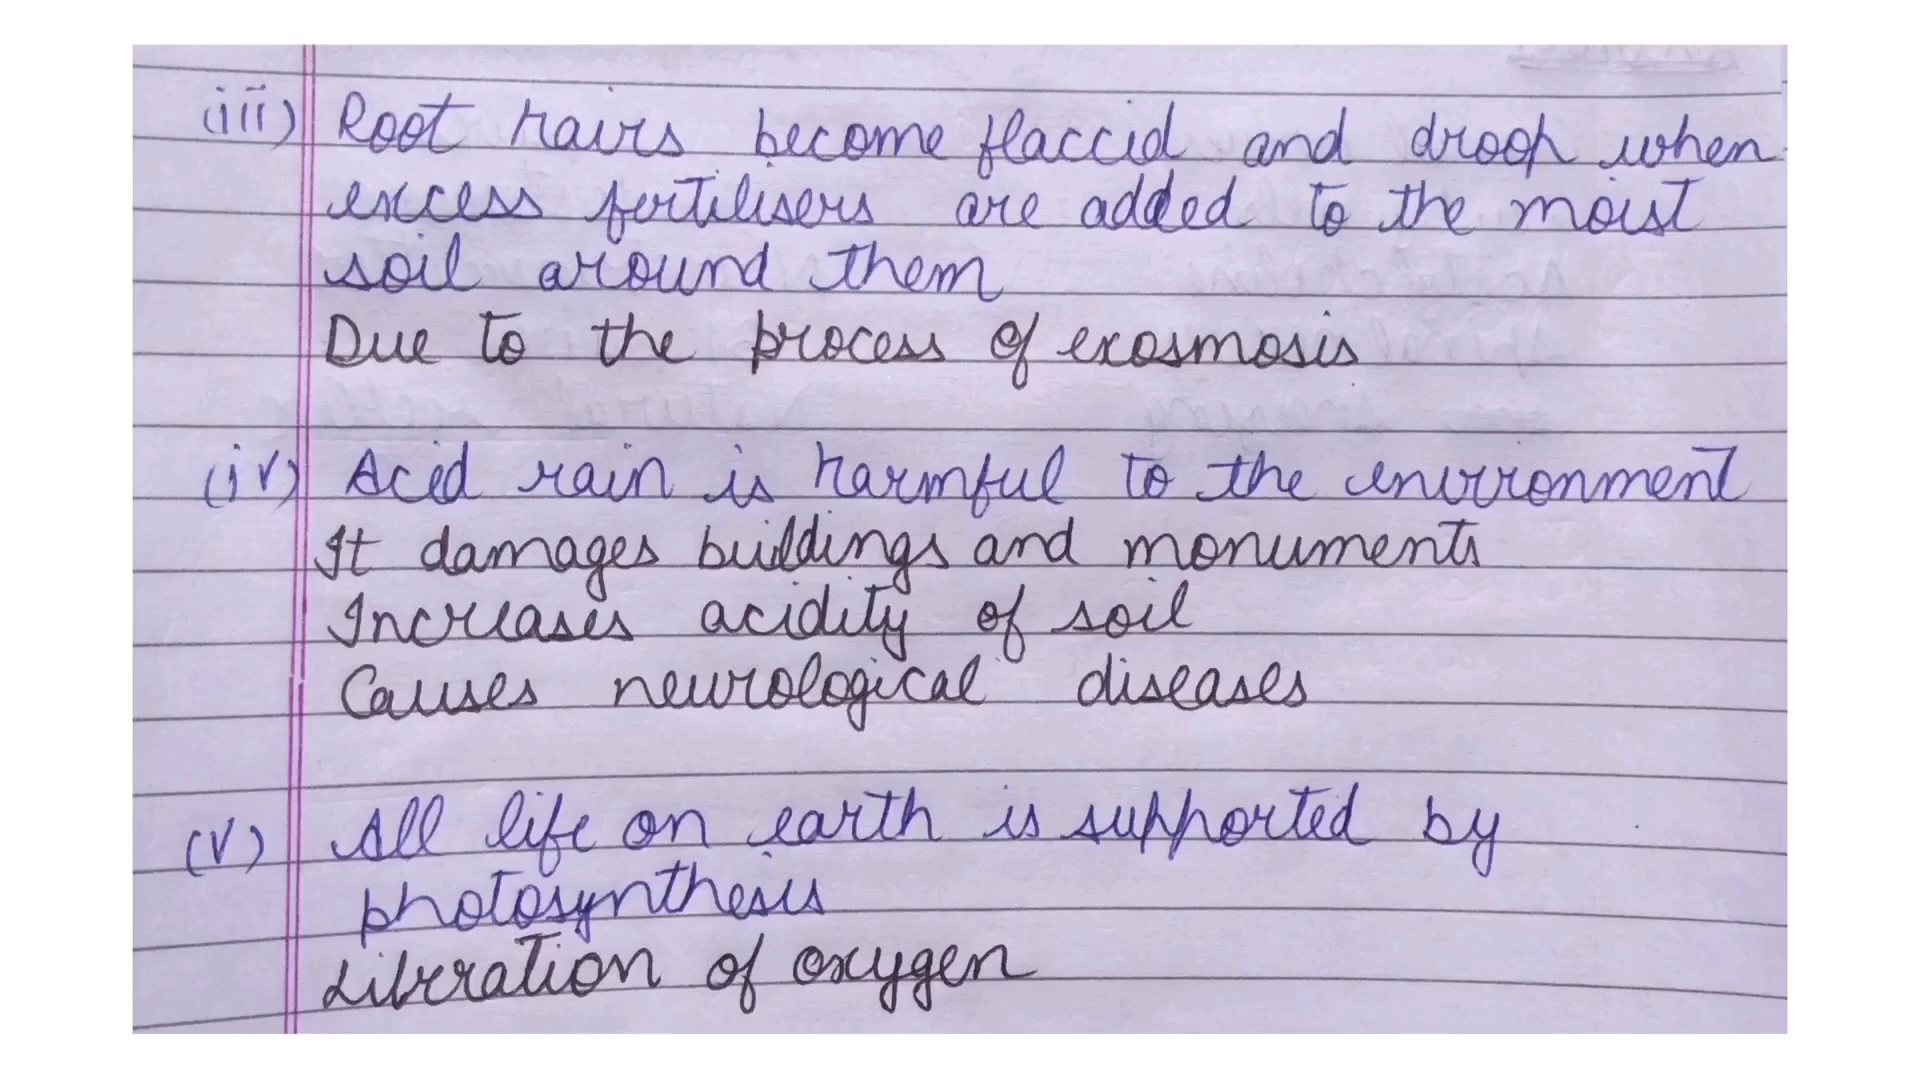 (iii) Root hairs become flaccid and droop when
excess fertilisers are added to the moist
soil around them
Due to the process of exosmosis
(iv) Acid rain is harmful to the environment
It damages buildings and monuments
Increases acidity of soil
Causes neurological diseases
(v) All life on earth is supported by
photosynthesis
Liberation of oxygen